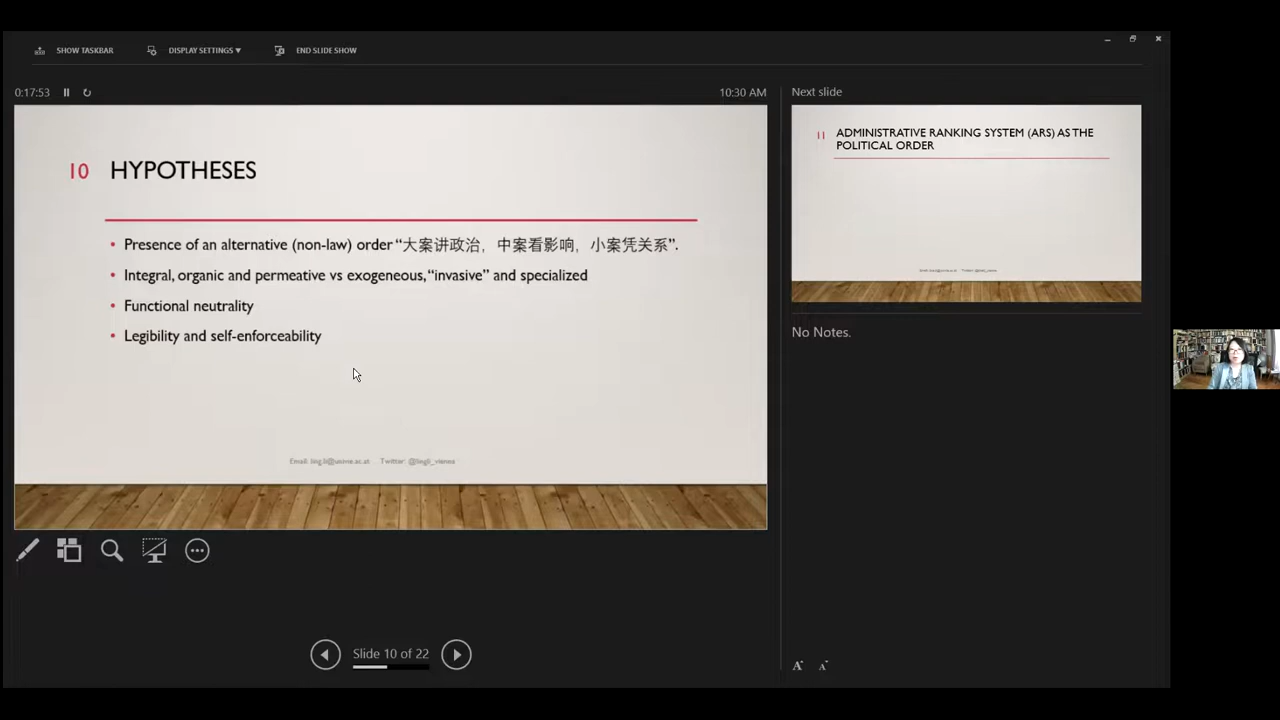 SHOW TASKBAR
DISPLAY SETTINGS ▼
END SLIDE SHOW
0:17:53
10:30 AM
10 HYPOTHESES
• Presence of an alternative (non-law) order “大案讲政治，中案看影响，小案凭关系”.
• Integral, organic and permeative vs exogeneous, “invasive” and specialized
• Functional neutrality
• Legibility and self-enforceability
Email: Twitter: @lingli_vienna
Slide 10 of 22
Next slide
11 ADMINISTRATIVE RANKING SYSTEM (ARS) AS THE
POLITICAL ORDER
No Notes.
A A